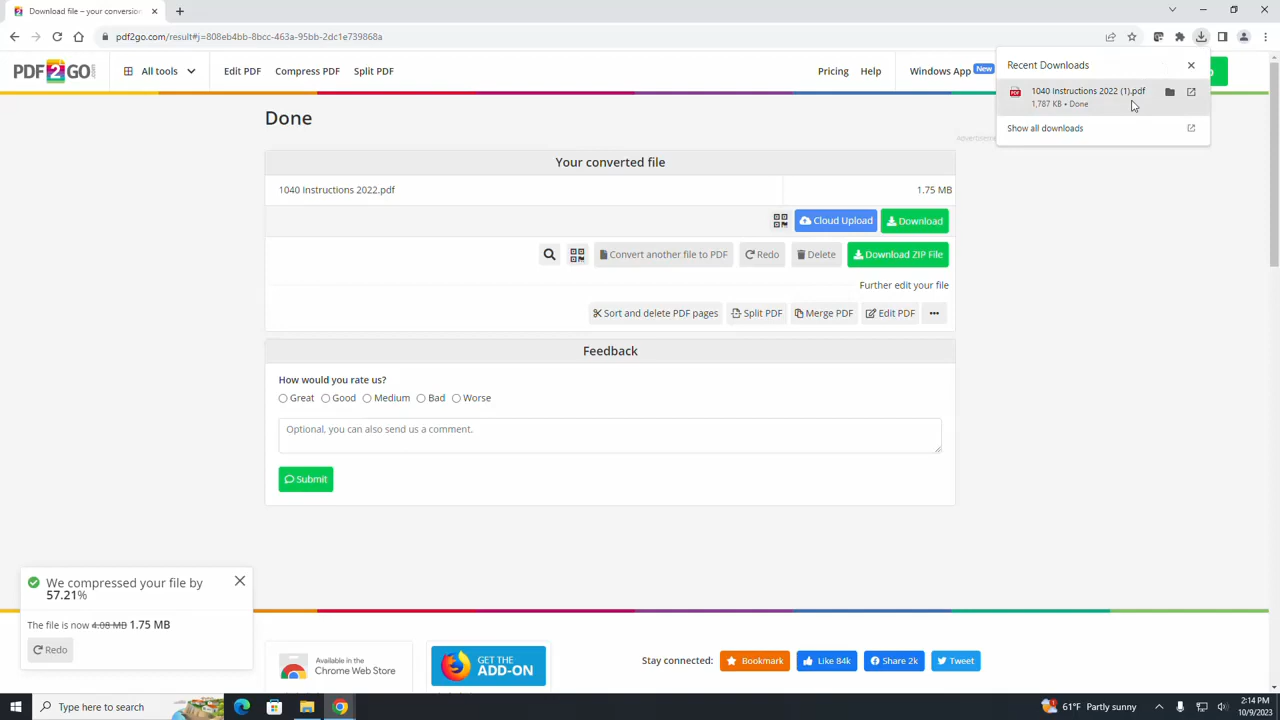 Download file – your conversion
pdf2go.com/result#j=808eb4bb-8bcc-463a-95bb-2dc1e739868a
PDF2GO.com
All tools
Edit PDF
Compress PDF
Split PDF
Pricing
Help
Windows App New
Recent Downloads
1040 Instructions 2022 (1).pdf
1,787 KB • Done
Show all downloads
Done
Your converted file
1040 Instructions 2022.pdf
1.75 MB
Cloud Upload
Download
Convert another file to PDF
Redo
Delete
Download ZIP File
Further edit your file
Sort and delete PDF pages
Split PDF
Merge PDF
Edit PDF
Feedback
How would you rate us?
Great
Good
Medium
Bad
Worse
Optional, you can also send us a comment.
Submit
We compressed your file by
57.21%
The file is now 4.08 MB 1.75 MB
Redo
Available in the
Chrome Web Store
GET THE
ADD-ON
Stay connected:
Bookmark
Like 84k
Share 2k
Tweet
Type here to search
61°F Partly sunny
2:14 PM
10/9/2023